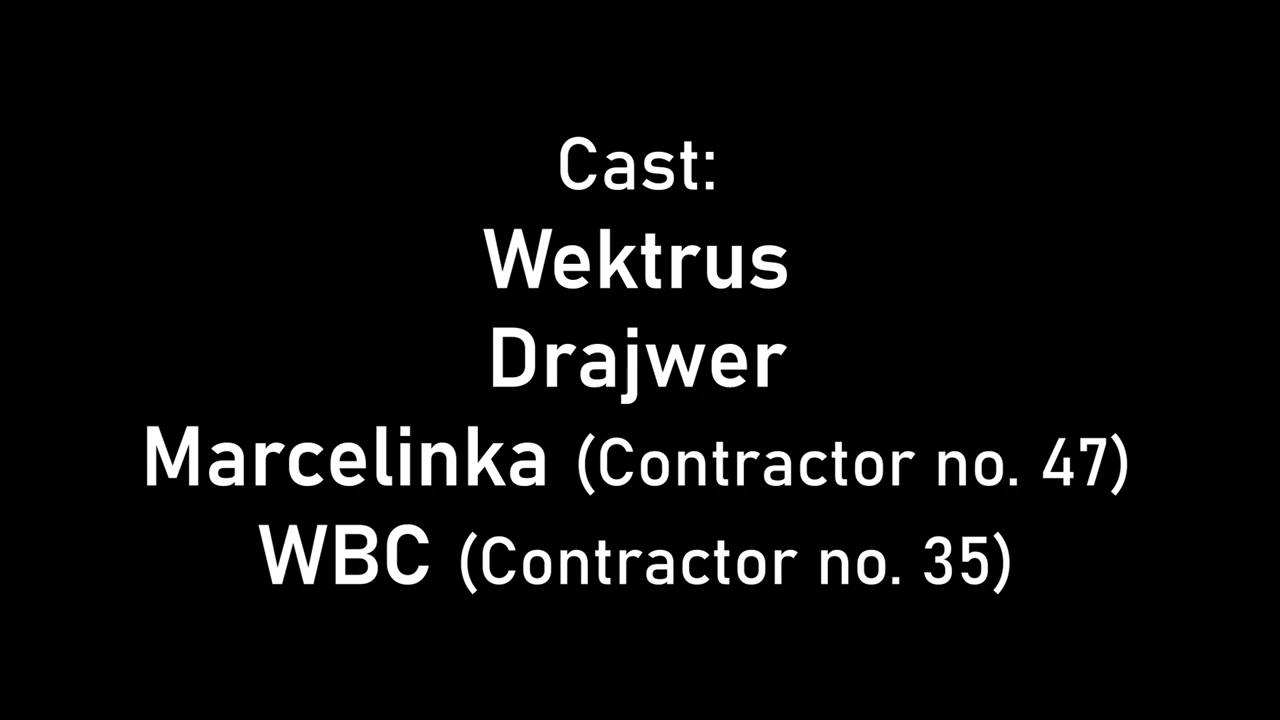 Cast:
Wektrus
Drajwer
Marcelinka (Contractor no. 47)
WBC (Contractor no. 35)